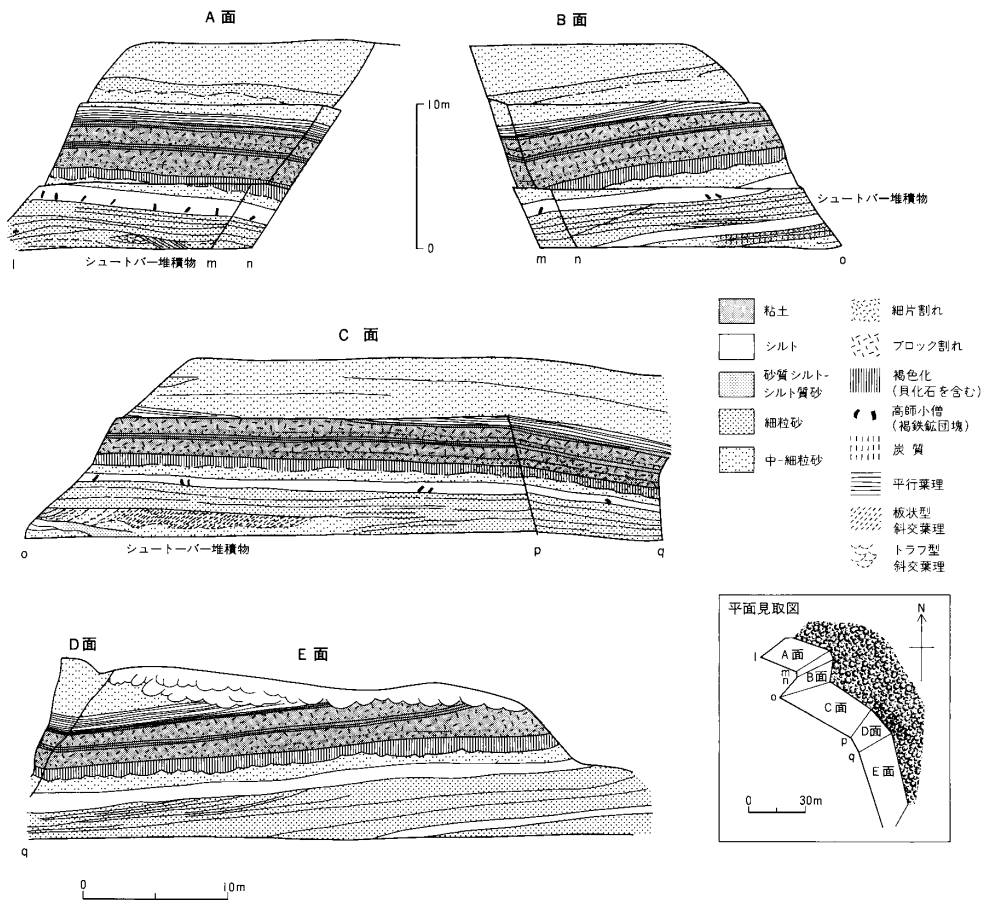 A 面
B 面
10m
0
シュートバー堆積物
l
シュートバー堆積物
m
n
m
n
o
C 面
シュートーバー堆積物
o
p
q
粘土
シルト
砂質シルト-
シルト質砂
細粒砂
中-細粒砂
細片割れ
ブロック割れ
褐色化
(貝化石を含む)
高師小僧
(褐鉄鉱団塊)
炭 質
平行葉理
板状型
斜交葉理
トラフ型
斜交葉理
D面
E 面
q
0
10m
平面見取図
N
l
A 面
m
n
B 面
o
C 面
D面
p
q
E 面
0
30m